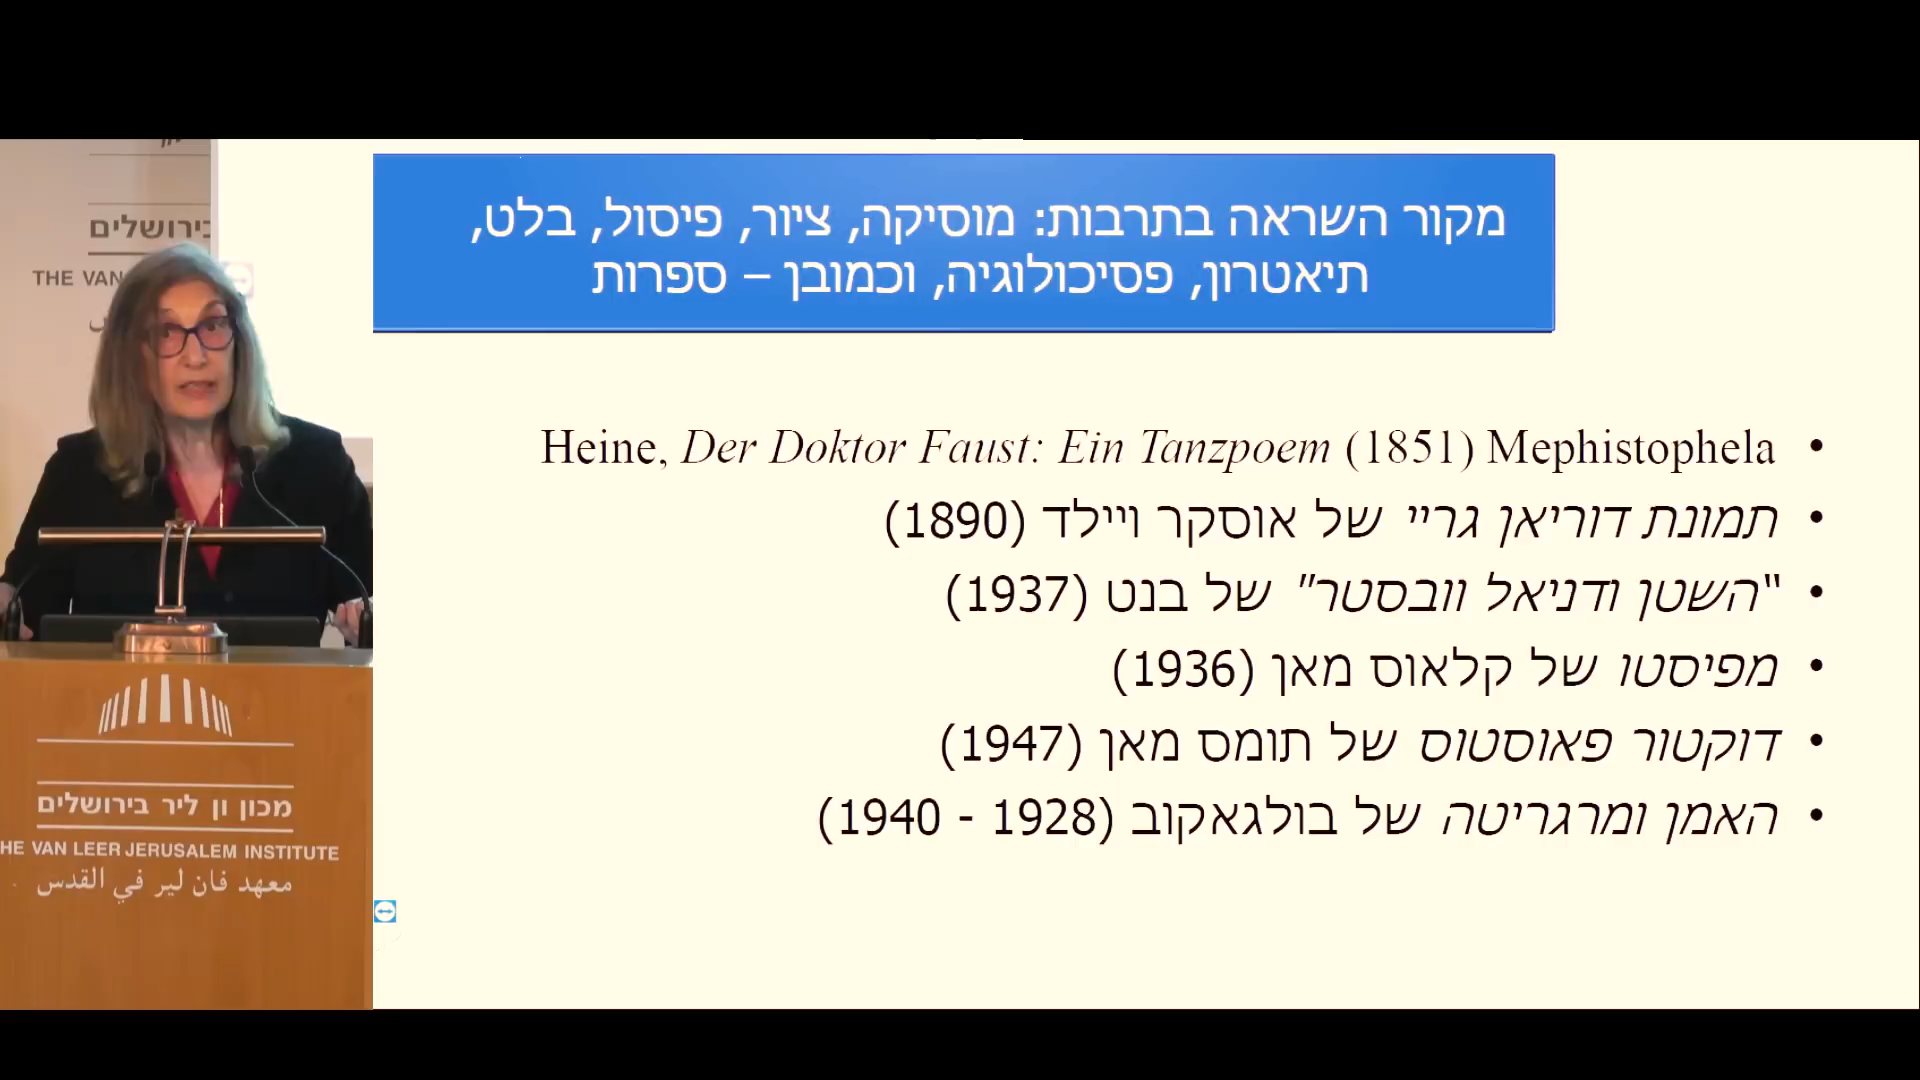 מקור השראה בתרבות: מוסיקה, ציור, פיסול, בלט,
תיאטרון, פסיכולוגיה, וכמובן – ספרות
• Heine, Der Doktor Faust: Ein Tanzpoem (1851) Mephistophela
• תמונת דוריאן גריי של אוסקר ויילד (1890)
• "השטן ודניאל וובסטר" של בנט (1937)
• מפיסטו של קלאוס מאן (1936)
• דוקטור פאוסטוס של תומס מאן (1947)
• האמן ומרגריטה של בולגאקוב (1928 - 1940)
בירושלים
THE VAN
מכון ון ליר בירושלים
HE VAN LEER JERUSALEM INSTITUTE
معهد فان لير في القدس